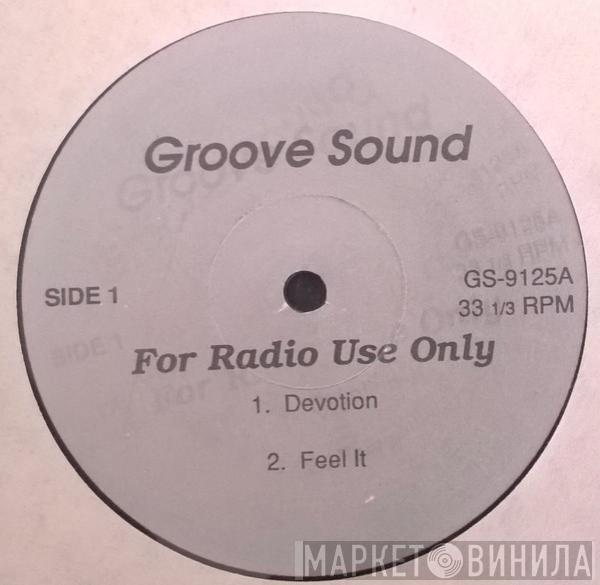 Groove Sound
SIDE 1
GS-9125A
33 1/3 RPM
For Radio Use Only
1. Devotion
2. Feel It
МАРКЕТ ВИНИЛА